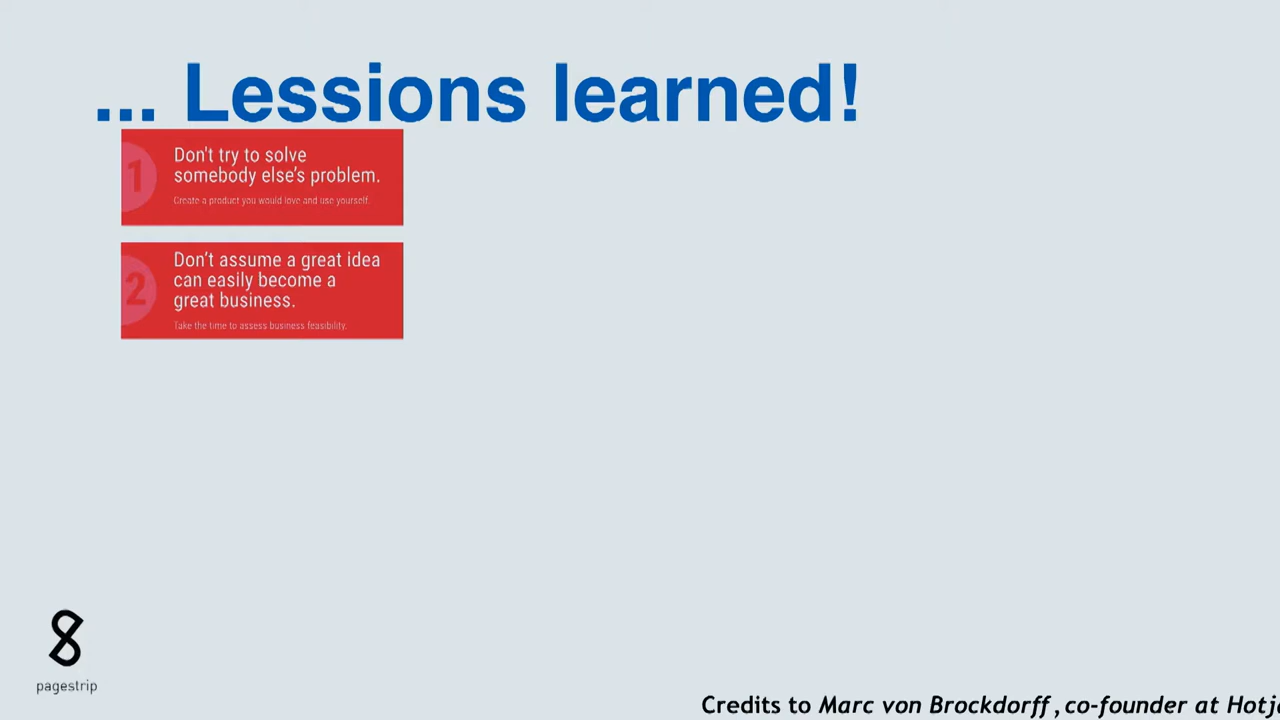 ... Lessions learned!
1
Don't try to solve
somebody else's problem.
Create a product you would love and use yourself.
2
Don't assume a great idea
can easily become a
great business.
Take the time to assess business feasibility.
pagestrip
Credits to Marc von Brockdorff, co-founder at Hotj